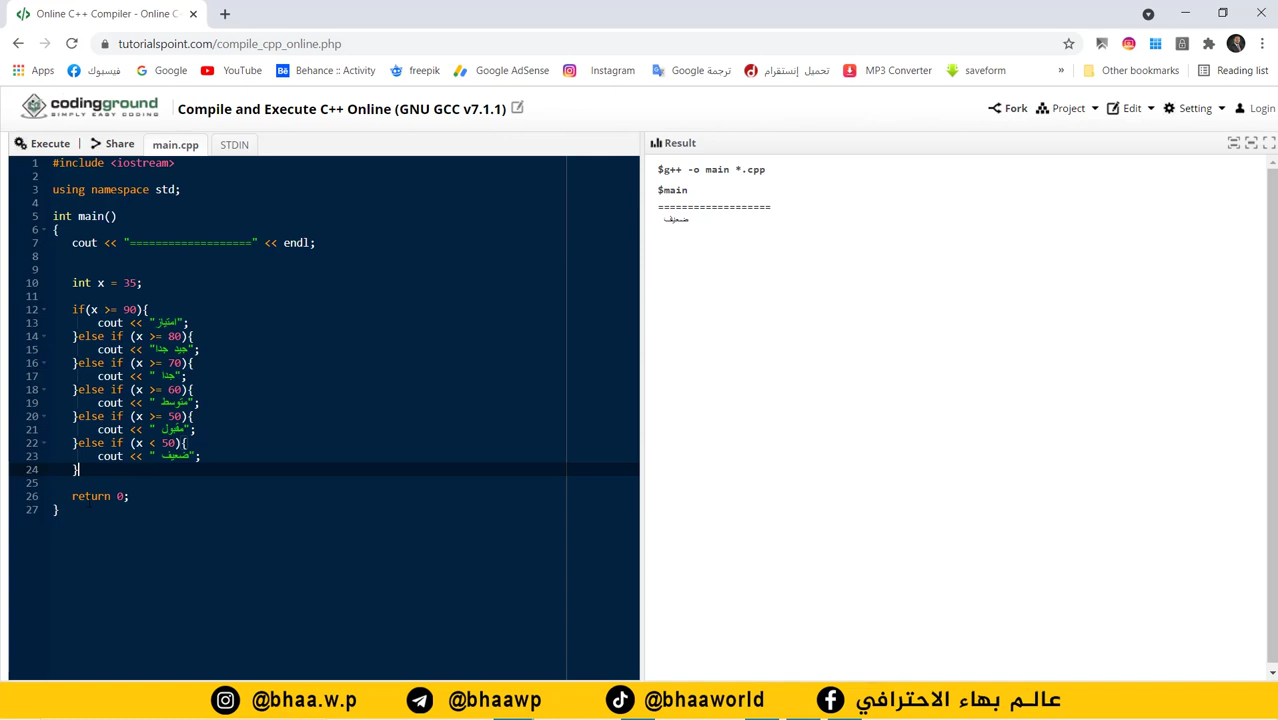 Online C++ Compiler - Online C
tutorialspoint.com/compile_cpp_online.php
Apps فيسبوك Google YouTube Behance :: Activity freepik Google AdSense Instagram ترجمة Google تحميل إنستقرام MP3 Converter saveform » Other bookmarks Reading list
codingground
SIMPLY EASY CODING
Compile and Execute C++ Online (GNU GCC v7.1.1)
Fork Project Edit Setting Login
Execute Share main.cpp STDIN
Result
1 #include <iostream>
2
3 using namespace std;
4
5 int main()
6 {
7 cout << "===================" << endl;
8
9
10 int x = 35;
11
12 if(x >= 90){
13 cout << "امتياز";
14 }else if (x >= 80){
15 cout << "جيد جدا";
16 }else if (x >= 70){
17 cout << " جدا";
18 }else if (x >= 60){
19 cout << " متوسط";
20 }else if (x >= 50){
21 cout << " مقبول";
22 }else if (x < 50){
23 cout << " ضعيف";
24 }
25
26 return 0;
27 }
$g++ -o main *.cpp
$main
===================
ضعيف
@bhaa.w.p @bhaawp @bhaaworld عالم بهاء الاحترافي